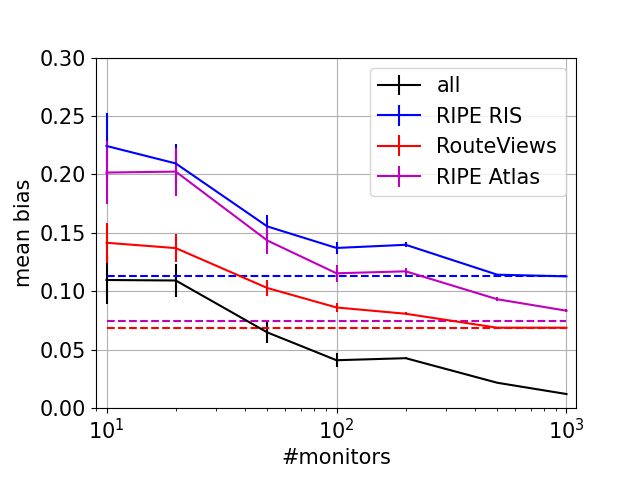 0.30
0.25
0.20
0.15
0.10
0.05
0.00
mean bias
all
RIPE RIS
RouteViews
RIPE Atlas
10¹ 10² 10³
#monitors